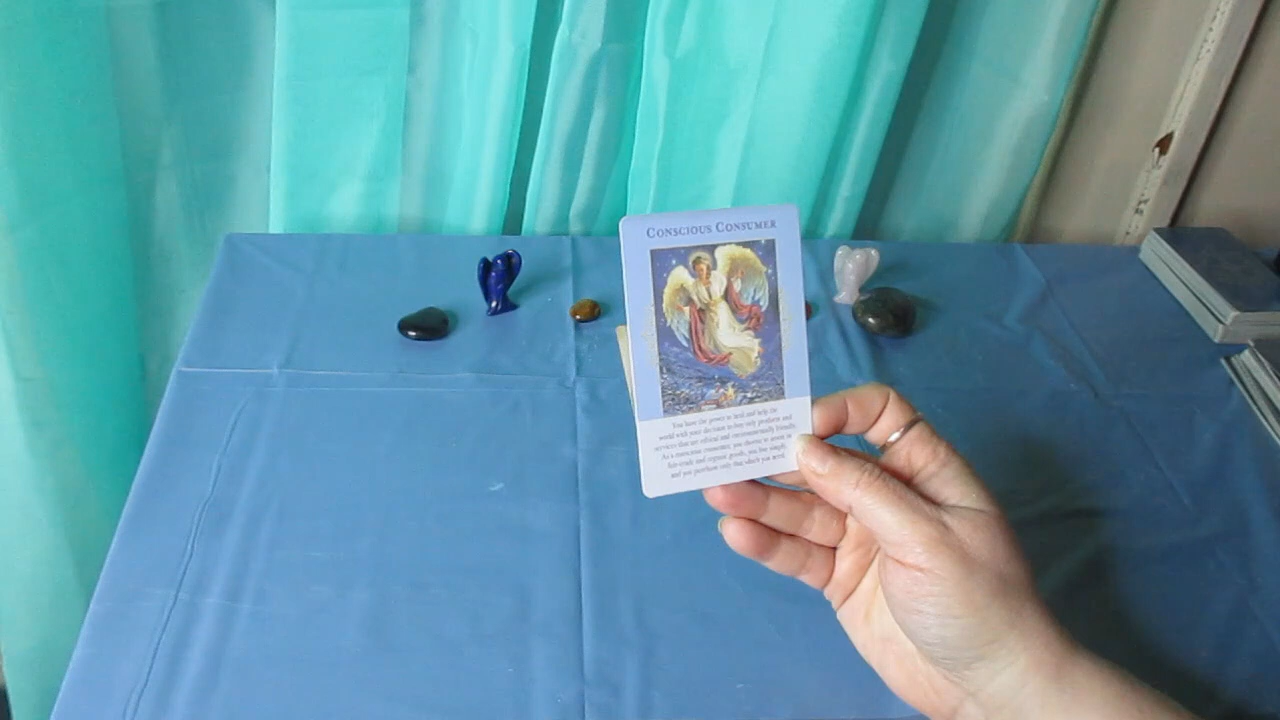 CONSCIOUS CONSUMER
You have the power to heal and help the
world with your decision to buy only products and
services that are ethical and environmentally friendly.
As a conscious consumer, you choose to invest in
fair-trade and organic goods, you live simply,
and you purchase only that which you need.